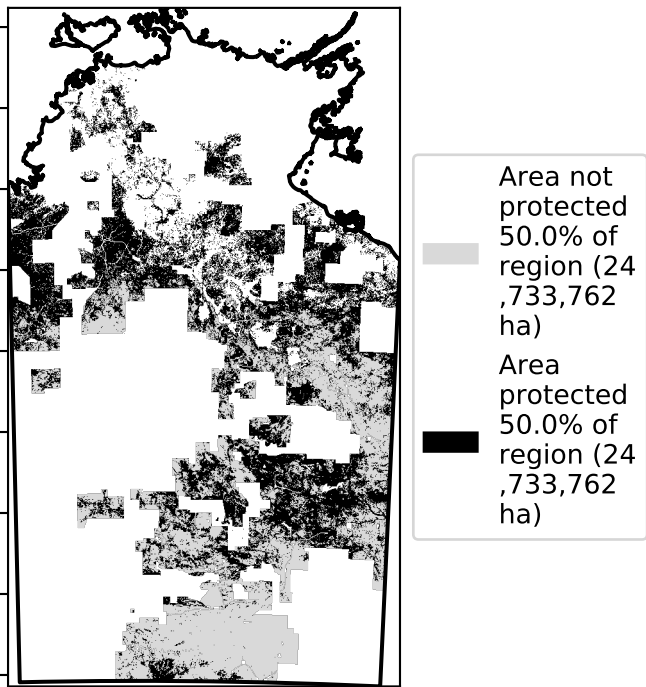 Area not
protected
50.0% of
region (24
,733,762
ha)
Area
protected
50.0% of
region (24
,733,762
ha)